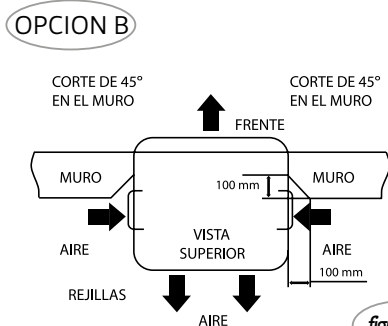 OPCION B
CORTE DE 45°
EN EL MURO
CORTE DE 45°
EN EL MURO
FRENTE
MURO
100 mm
MURO
AIRE
VISTA
SUPERIOR
AIRE
100 mm
REJILLAS
AIRE